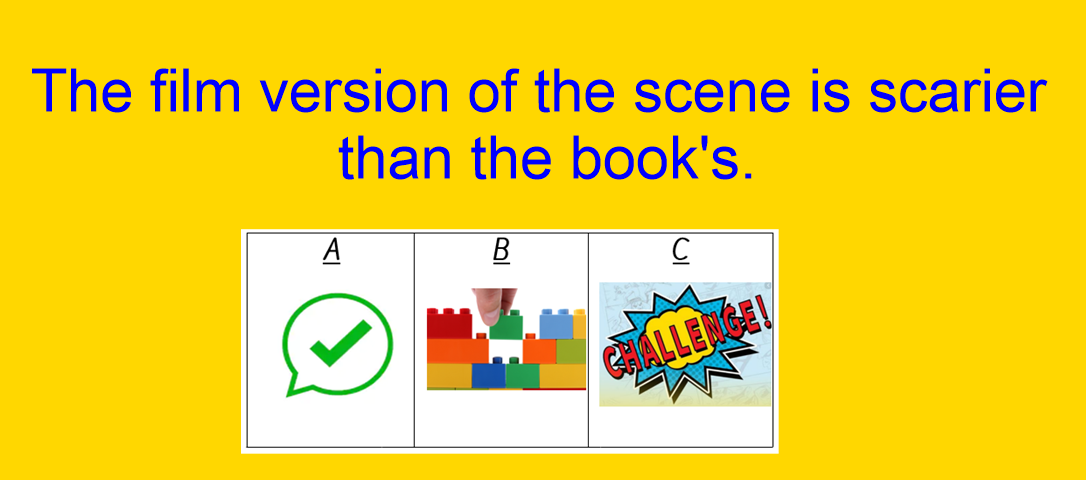 The film version of the scene is scarier
than the book's.
A B C
CHALLENGE!